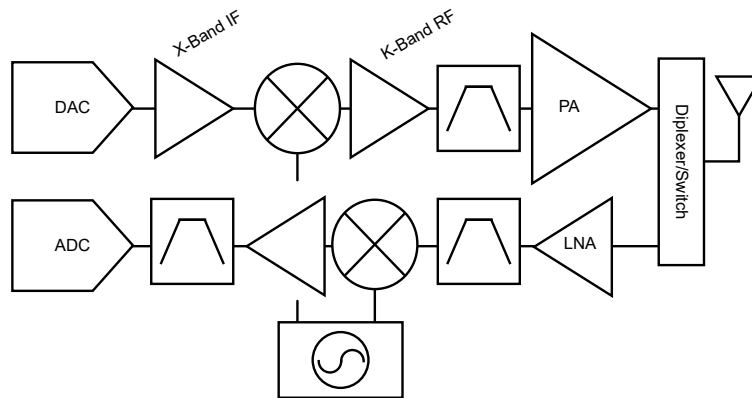 X-Band IF
K-Band RF
DAC
PA
Diplexer/Switch
ADC
LNA